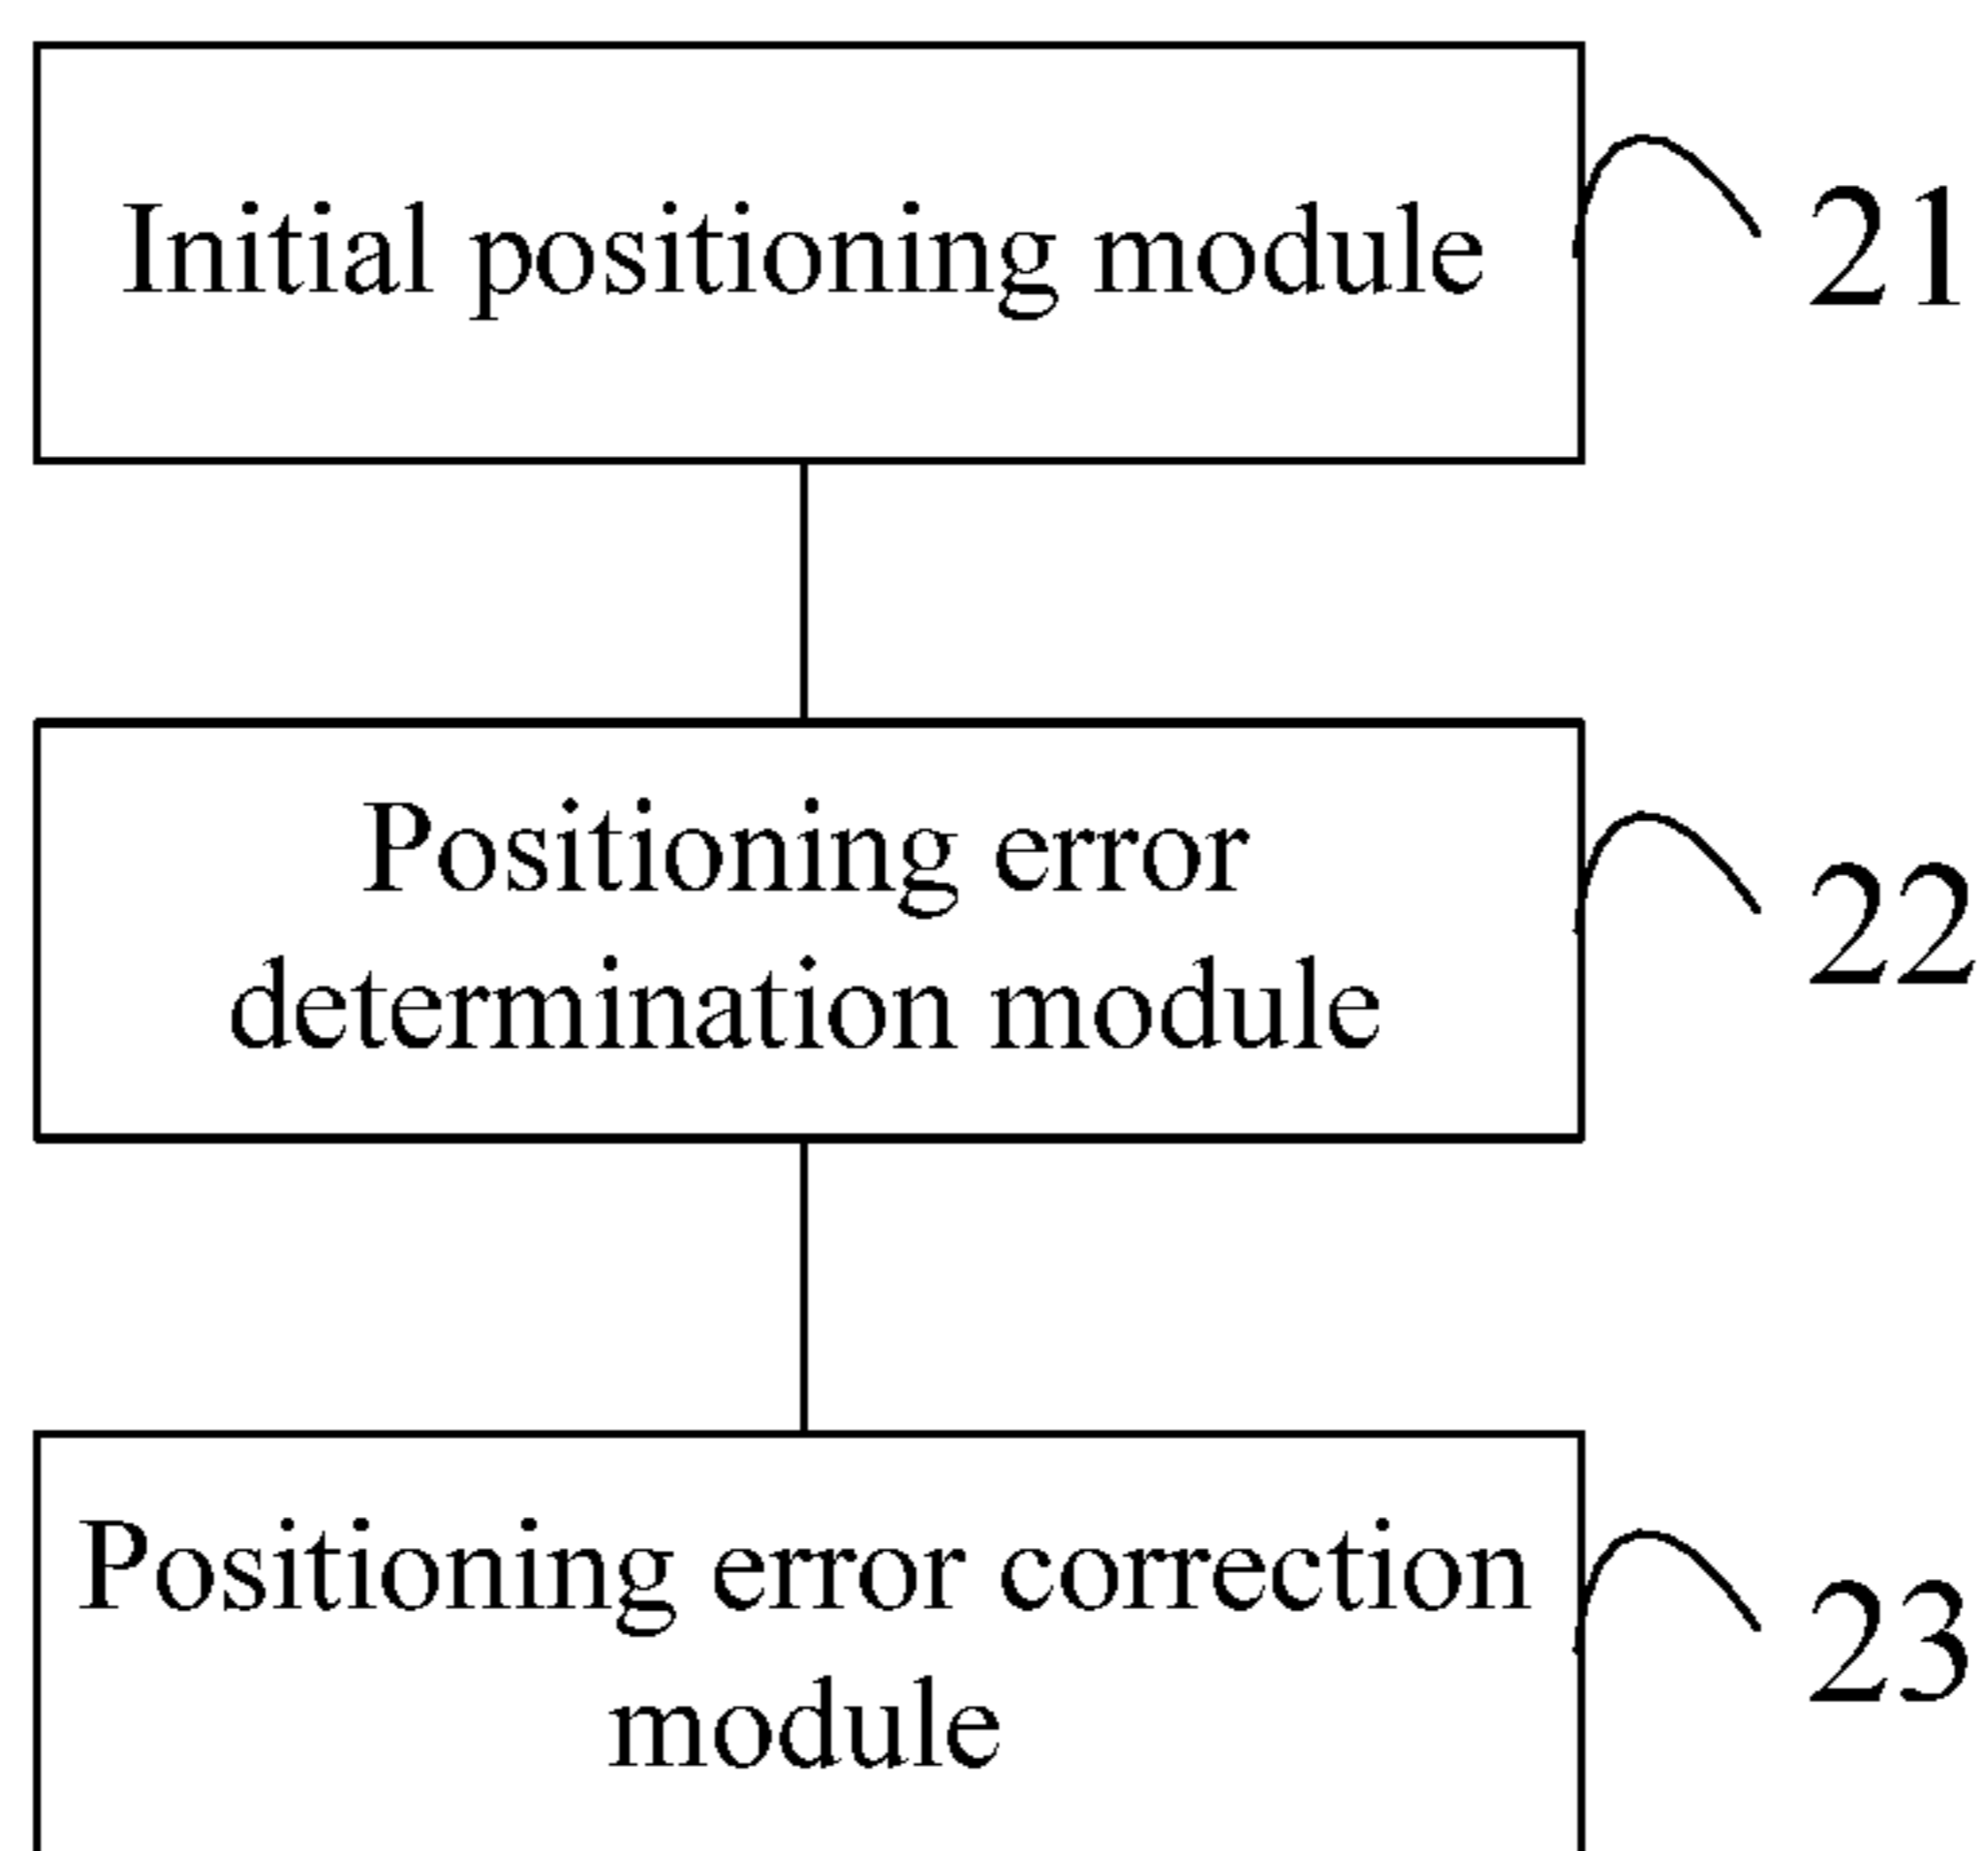 Initial positioning module
21
Positioning error
determination module
22
Positioning error correction
module
23